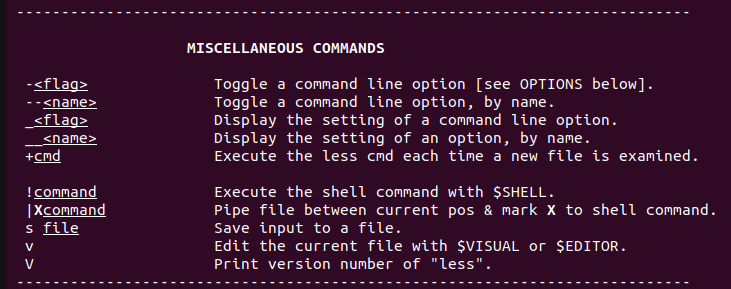 ---------------------------------------------------------------------------
MISCELLANEOUS COMMANDS
-<flag> Toggle a command line option [see OPTIONS below].
--<name> Toggle a command line option, by name.
_<flag> Display the setting of a command line option.
__<name> Display the setting of an option, by name.
+cmd Execute the less cmd each time a new file is examined.
!command Execute the shell command with $SHELL.
|Xcommand Pipe file between current pos & mark X to shell command.
s file Save input to a file.
v Edit the current file with $VISUAL or $EDITOR.
V Print version number of "less".
---------------------------------------------------------------------------